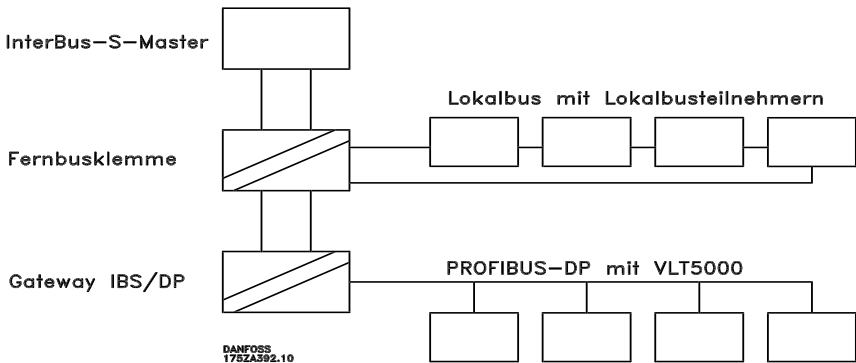 InterBus-S-Master
Lokalbus mit Lokalbusteilnehmern
Fernbusklemme
PROFIBUS-DP mit VLT5000
Gateway IBS/DP
DANFOSS
175ZA392.10